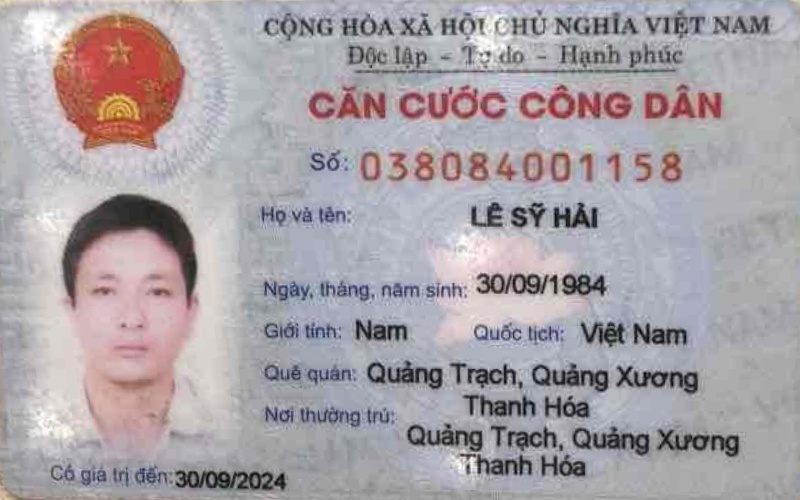 CỘNG HÒA XÃ HỘI CHỦ NGHĨA VIỆT NAM
Độc lập - Tự do - Hạnh phúc
CĂN CƯỚC CÔNG DÂN
Số: 038084001158
Họ và tên: LÊ SỸ HẢI
Ngày, tháng, năm sinh: 30/09/1984
Giới tính: Nam Quốc tịch: Việt Nam
Quê quán: Quảng Trạch, Quảng Xương
Thanh Hóa
Nơi thường trú:
Quảng Trạch, Quảng Xương
Thanh Hóa
Có giá trị đến: 30/09/2024